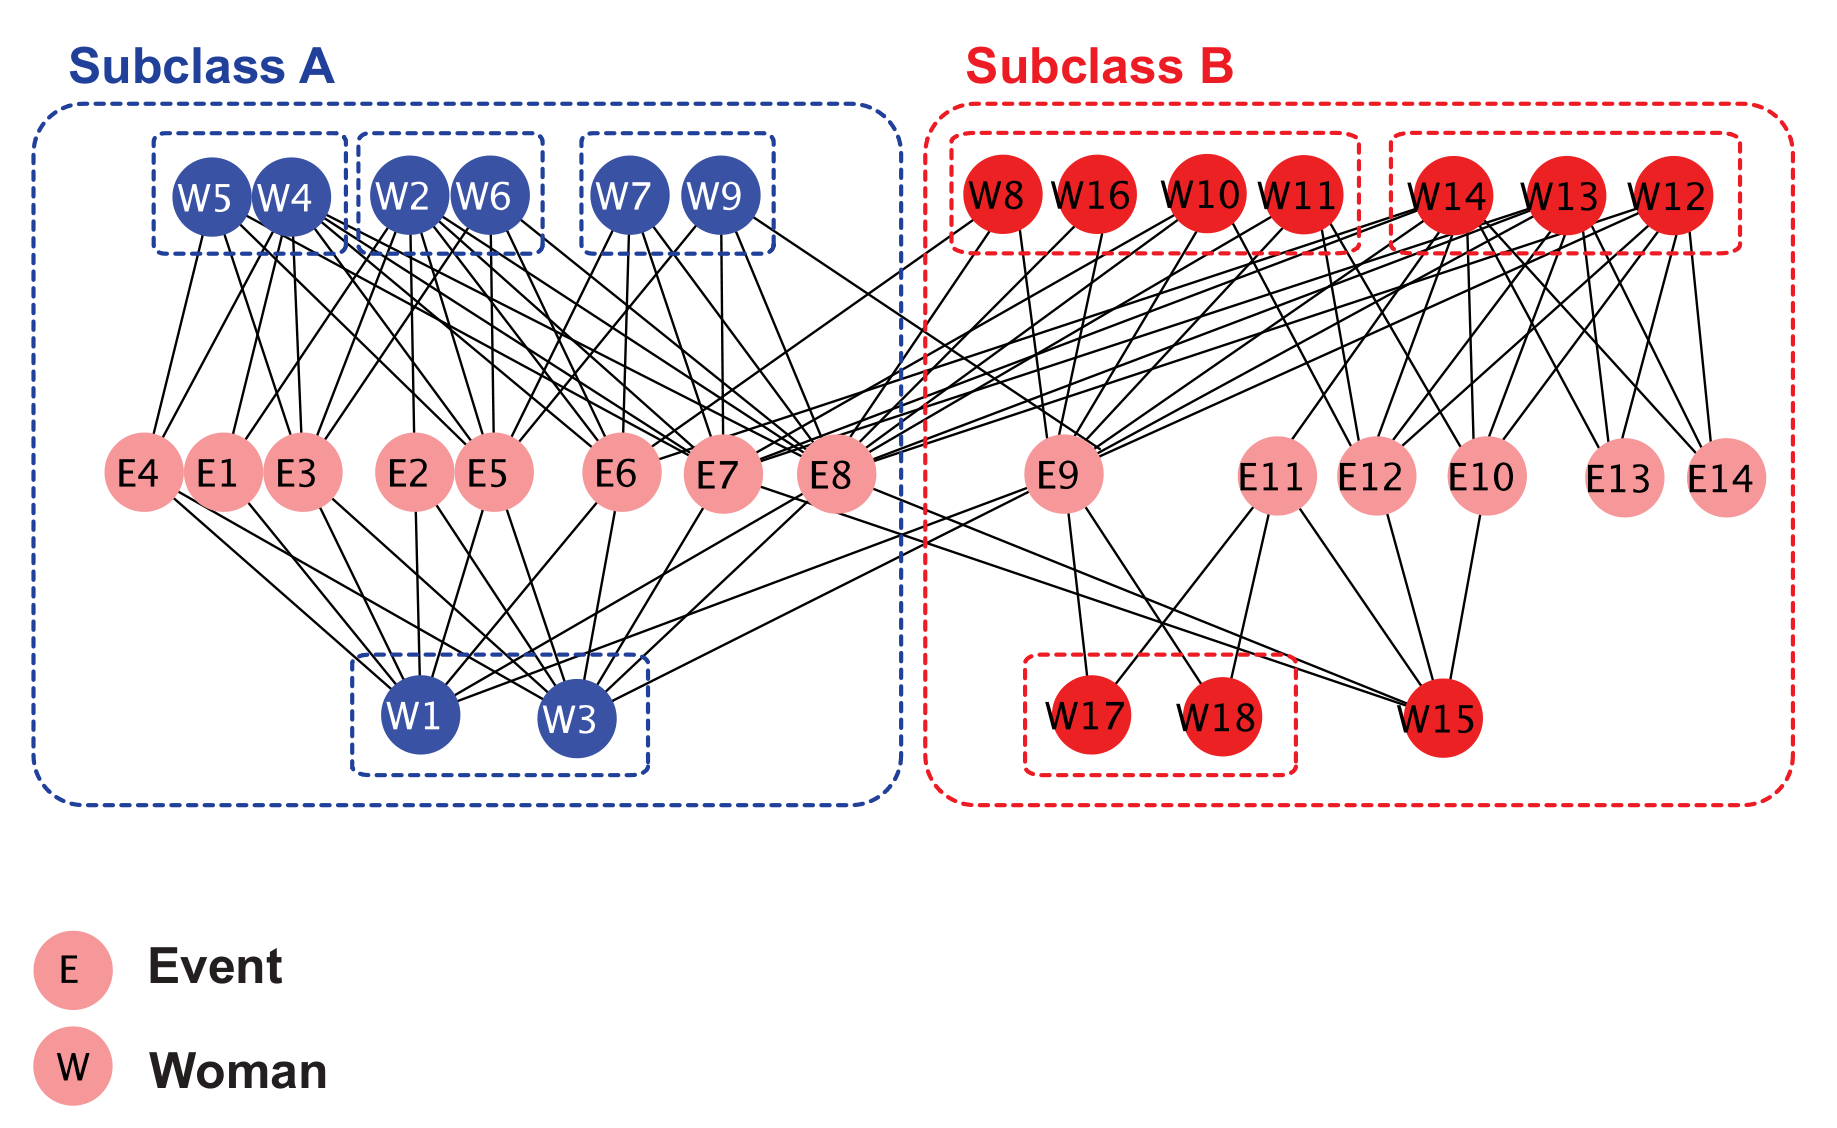 Subclass A Subclass B
W5 W4 W2 W6 W7 W9 W8 W16 W10 W11 W14 W13 W12
E4 E1 E3 E2 E5 E6 E7 E8 E9 E11 E12 E10 E13 E14
W1 W3 W17 W18 W15
E Event
W Woman